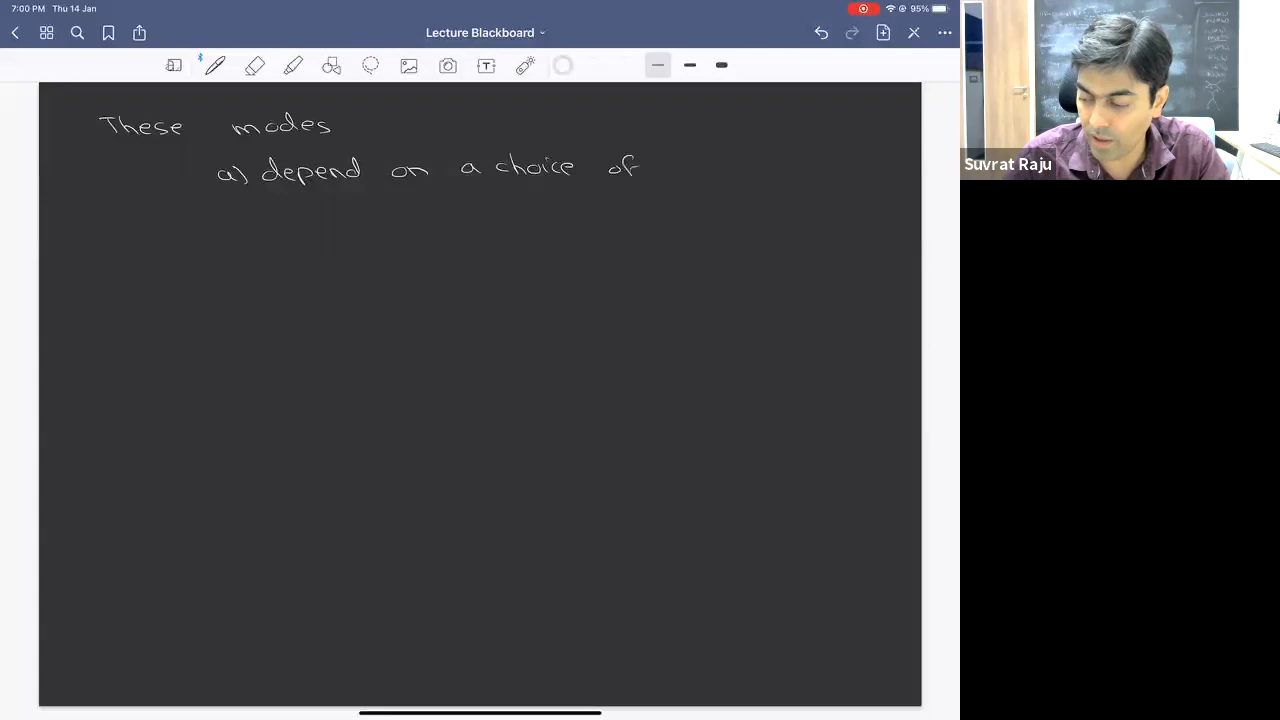 7:00 PM Thu 14 Jan
95%
Lecture Blackboard
These modes
a) depend on a choice of
Suvrat Raju